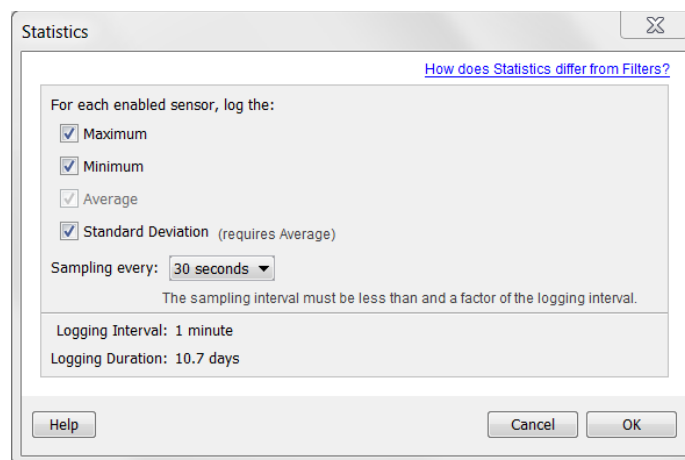 Statistics
How does Statistics differ from Filters?
For each enabled sensor, log the:
Maximum
Minimum
Average
Standard Deviation (requires Average)
Sampling every: 30 seconds
The sampling interval must be less than and a factor of the logging interval.
Logging Interval: 1 minute
Logging Duration: 10.7 days
Help Cancel OK